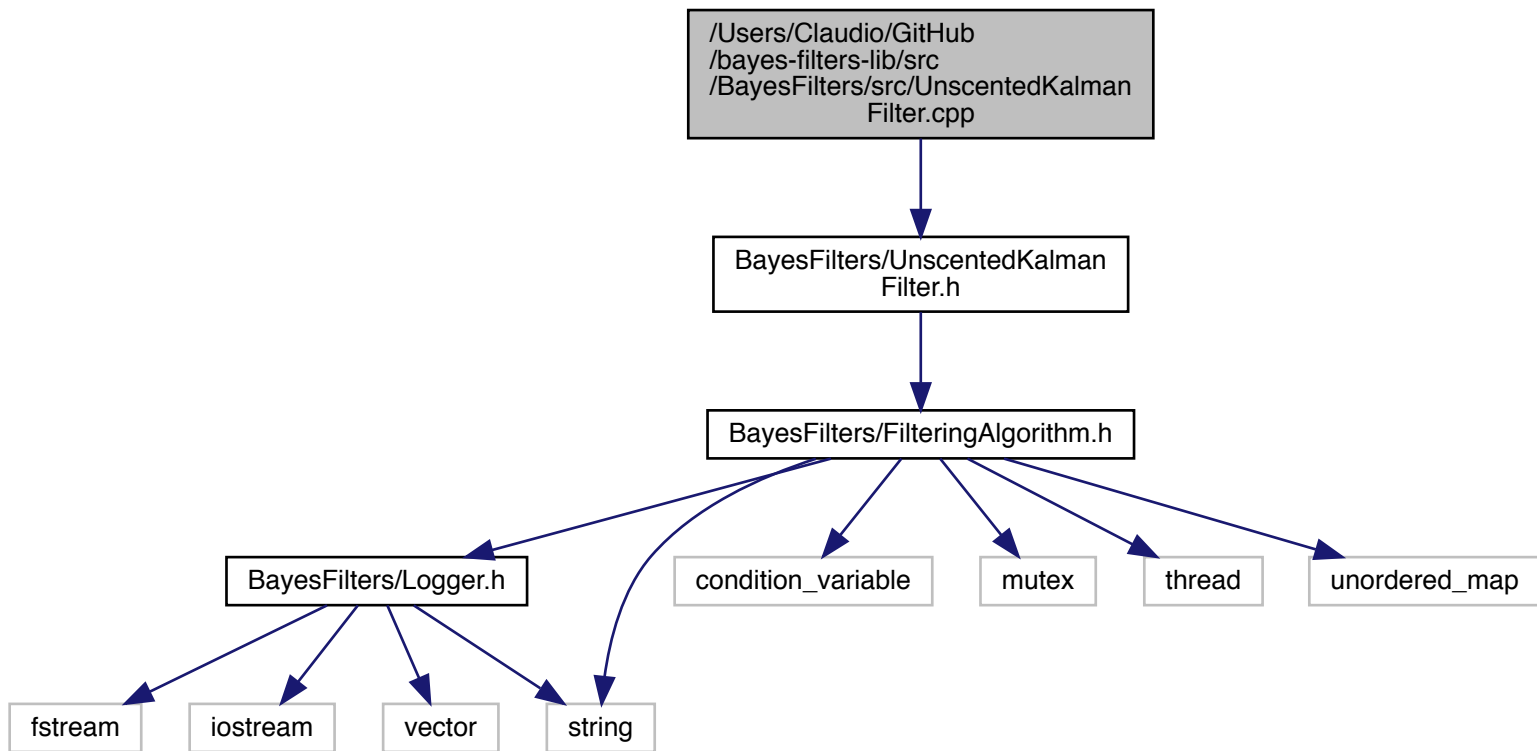 /Users/Claudio/GitHub
/bayes-filters-lib/src
/BayesFilters/src/UnscentedKalman
Filter.cpp
BayesFilters/UnscentedKalman
Filter.h
BayesFilters/FilteringAlgorithm.h
BayesFilters/Logger.h
condition_variable
mutex
thread
unordered_map
fstream
iostream
vector
string